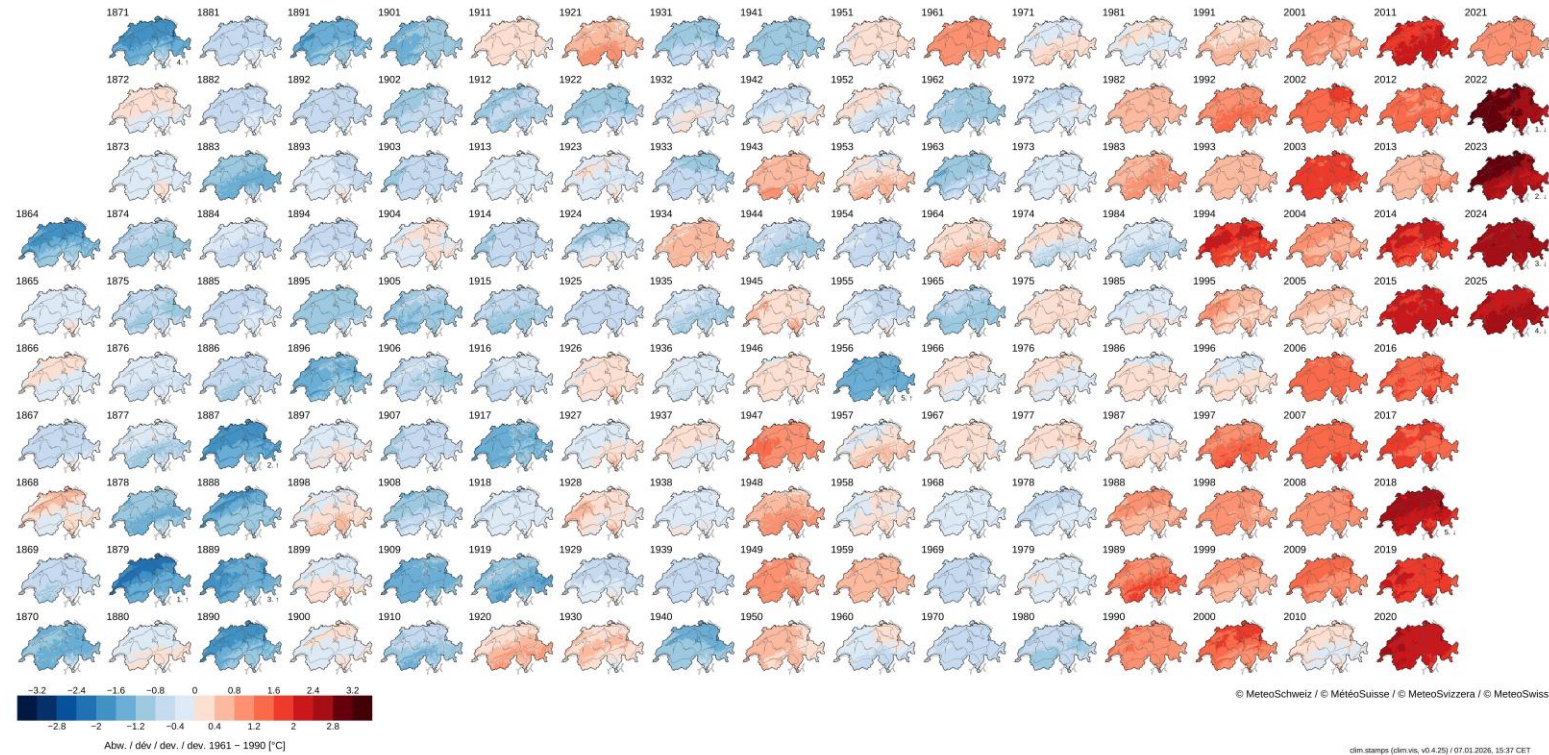 1871 1881 1891 1901 1911 1921 1931 1941 1951 1961 1971 1981 1991 2001 2011 2021
4. ↑
1872 1882 1892 1902 1912 1922 1932 1942 1952 1962 1972 1982 1992 2002 2012 2022
1. ↓
1873 1883 1893 1903 1913 1923 1933 1943 1953 1963 1973 1983 1993 2003 2013 2023
2. ↓
1864 1874 1884 1894 1904 1914 1924 1934 1944 1954 1964 1974 1984 1994 2004 2014 2024
3. ↓
1865 1875 1885 1895 1905 1915 1925 1935 1945 1955 1965 1975 1985 1995 2005 2015 2025
4. ↓
1866 1876 1886 1896 1906 1916 1926 1936 1946 1956 1966 1976 1986 1996 2006 2016
5. ↑
1867 1877 1887 1897 1907 1917 1927 1937 1947 1957 1967 1977 1987 1997 2007 2017
2. ↑
1868 1878 1888 1898 1908 1918 1928 1938 1948 1958 1968 1978 1988 1998 2008 2018
5. ↓
1869 1879 1889 1899 1909 1919 1929 1939 1949 1959 1969 1979 1989 1999 2009 2019
1. ↑ 3. ↑
1870 1880 1890 1900 1910 1920 1930 1940 1950 1960 1970 1980 1990 2000 2010 2020
−3.2 −2.4 −1.6 −0.8 0 0.8 1.6 2.4 3.2
−2.8 −2 −1.2 −0.4 0.4 1.2 2 2.8
Abw. / dév / dev. / dev. 1961 − 1990 [°C]
© MeteoSchweiz / © MétéoSuisse / © MeteoSvizzera / © MeteoSwiss
clim.stamps (clim.vis, v0.4.25) / 07.01.2026, 15:37 CET